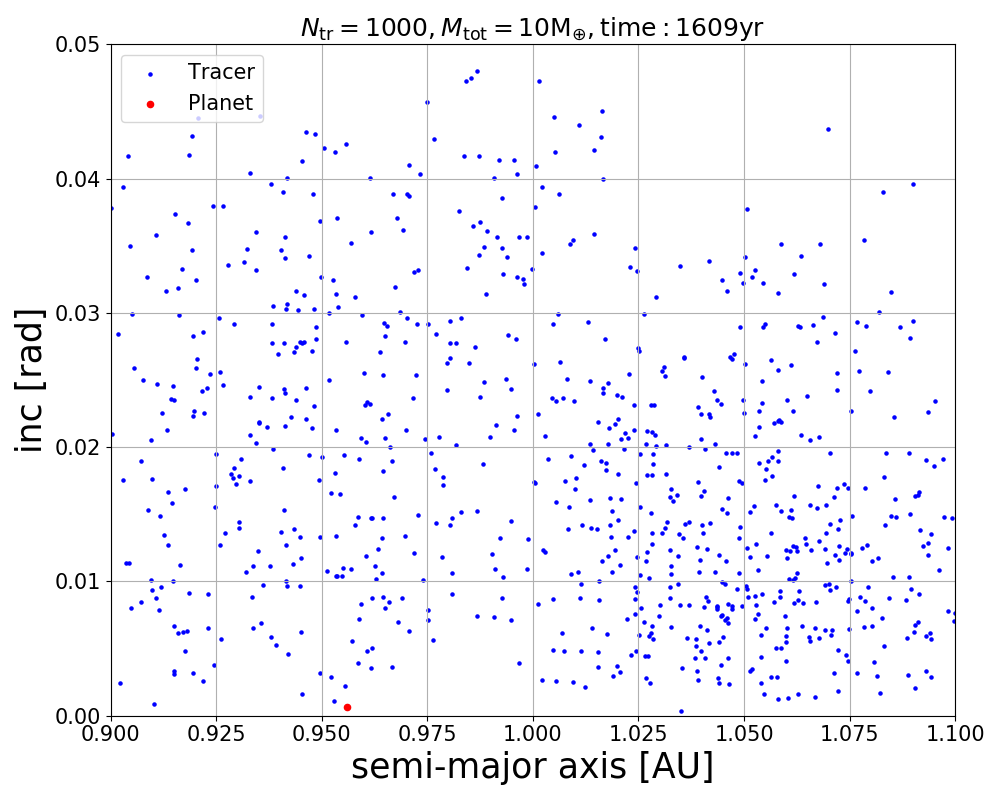 N_tr = 1000, M_tot = 10M_⊕, time : 1609yr
Tracer
Planet
inc [rad]
0.05
0.04
0.03
0.02
0.01
0.00
0.900 0.925 0.950 0.975 1.000 1.025 1.050 1.075 1.100
semi-major axis [AU]